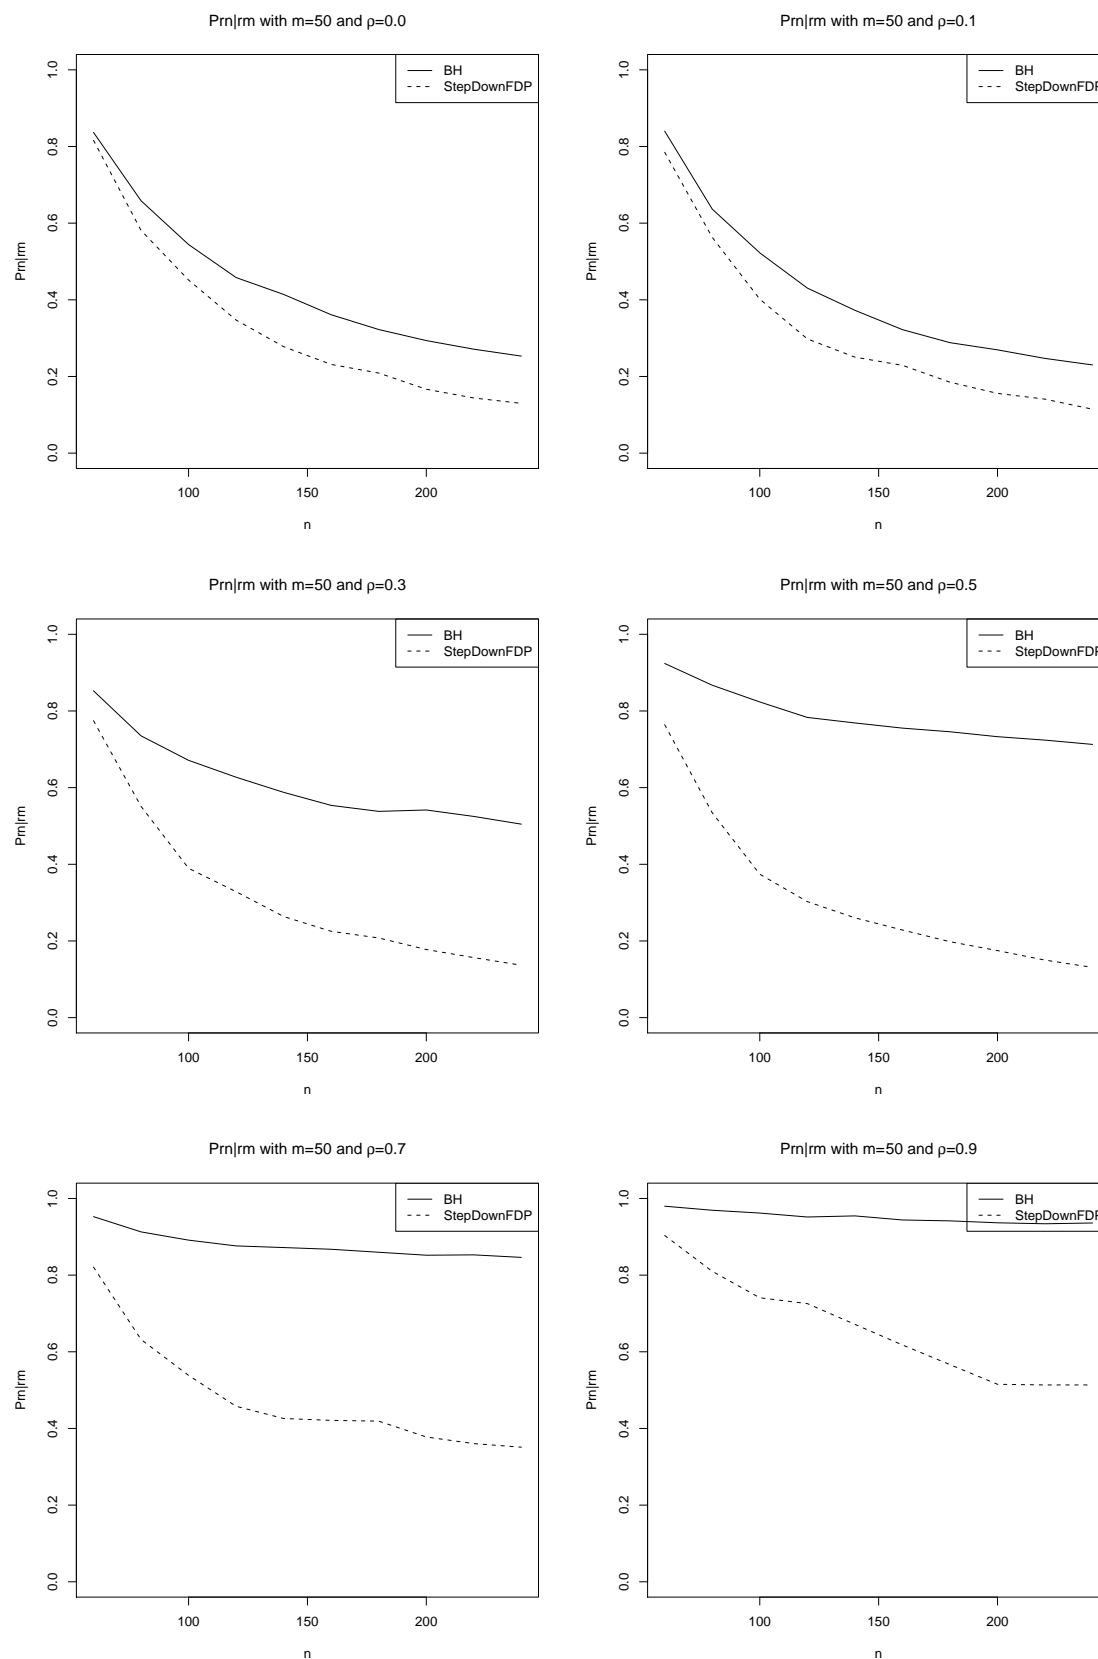 Prn|rm with m=50 and ρ=0.0
BH
StepDownFDP
Prn|rm
0.0 0.2 0.4 0.6 0.8 1.0
100 150 200
n
Prn|rm with m=50 and ρ=0.1
BH
StepDownFDP
Prn|rm
0.0 0.2 0.4 0.6 0.8 1.0
100 150 200
n
Prn|rm with m=50 and ρ=0.3
BH
StepDownFDP
Prn|rm
0.0 0.2 0.4 0.6 0.8 1.0
100 150 200
n
Prn|rm with m=50 and ρ=0.5
BH
StepDownFDP
Prn|rm
0.0 0.2 0.4 0.6 0.8 1.0
100 150 200
n
Prn|rm with m=50 and ρ=0.7
BH
StepDownFDP
Prn|rm
0.0 0.2 0.4 0.6 0.8 1.0
100 150 200
n
Prn|rm with m=50 and ρ=0.9
BH
StepDownFDP
Prn|rm
0.0 0.2 0.4 0.6 0.8 1.0
100 150 200
n